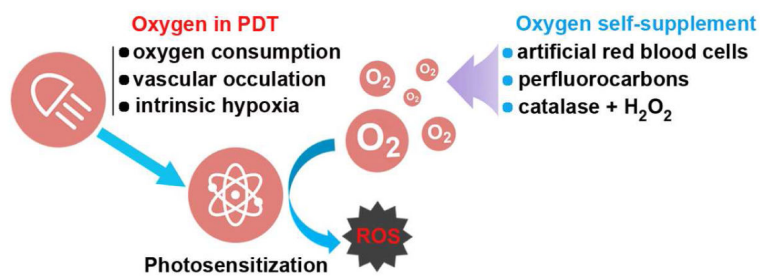 Oxygen in PDT
• oxygen consumption
• vascular occulation
• intrinsic hypoxia
O₂
O₂
O₂
O₂
O₂
Oxygen self-supplement
• artificial red blood cells
• perfluorocarbons
• catalase + H₂O₂
ROS
Photosensitization